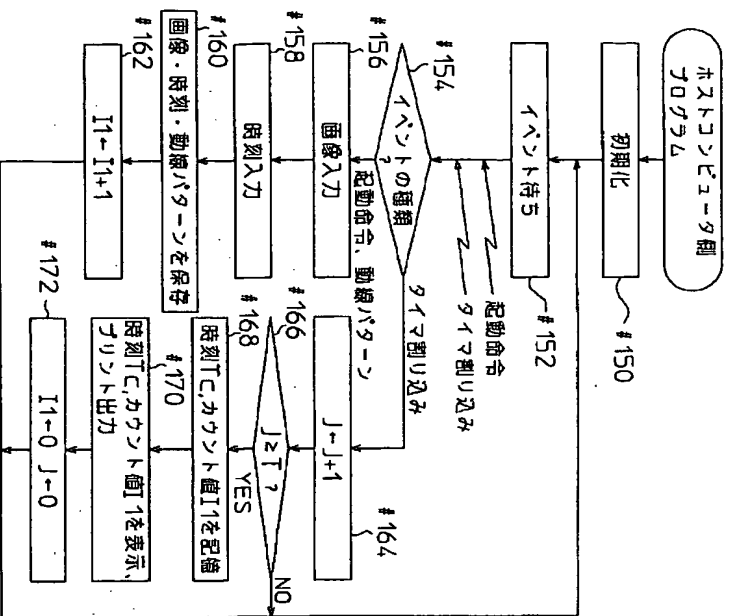 ホストコンピュータ側
プログラム
初期化
#150
イベント待ち
#152
起動命令
タイマ割り込み
#154
イベントの種類
?
起動命令、動線パターン
タイマ割り込み
#156
画像入力
#158
時刻入力
#160
画像・時刻・動線パターンを保存
#162
I1←I1+1
J←J+1
#164
#166
J≧T ?
YES
NO
#168
時刻Tc,カウント値I1を記憶
#170
時刻Tc,カウント値I1を表示、
プリント出力
#172
I1←0 J←0